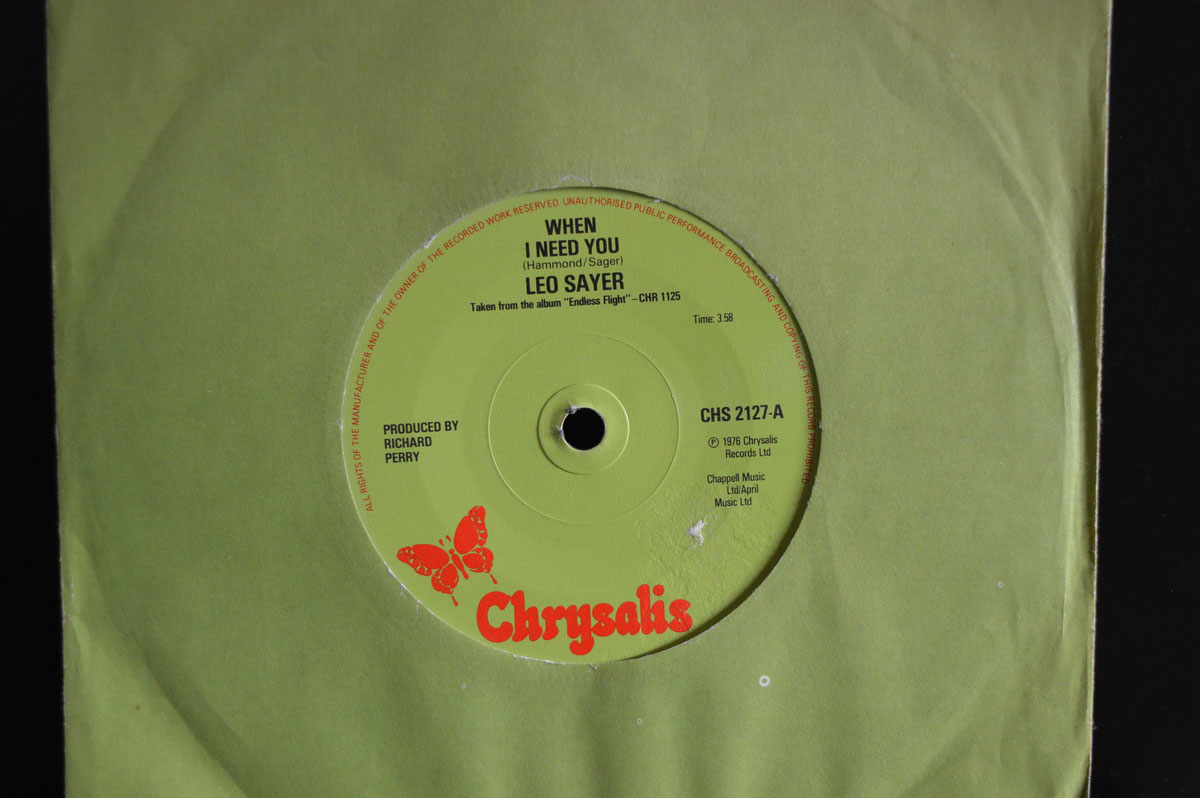 ALL RIGHTS OF THE MANUFACTURER AND OF THE OWNER OF THE RECORDED WORK RESERVED UNAUTHORISED PUBLIC PERFORMANCE BROADCASTING AND COPYING OF THIS RECORD PROHIBITED
WHEN
I NEED YOU
(Hammond/Sager)
LEO SAYER
Taken from the album "Endless Flight"–CHR 1125
Time: 3.58
PRODUCED BY
RICHARD
PERRY
CHS 2127-A
℗ 1976 Chrysalis
Records Ltd
Chappell Music
Ltd/April
Music Ltd
Chrysalis